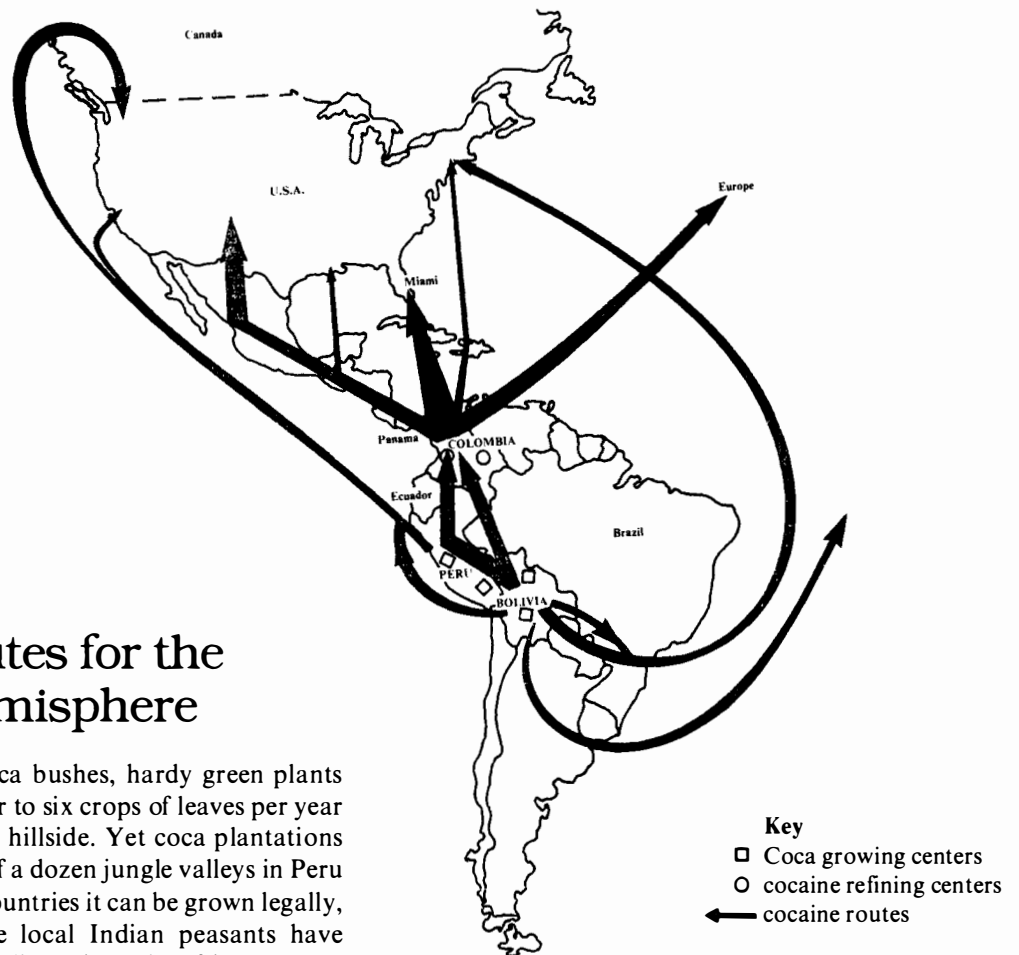 Canada
U.S.A.
Europe
Miami
Panama
COLOMBIA
Ecuador
Brazil
PERU
BOLIVIA
utes for the
misphere
ca bushes, hardy green plants
r to six crops of leaves per year
hillside. Yet coca plantations
f a dozen jungle valleys in Peru
ountries it can be grown legally,
e local Indian peasants have
Key
Coca growing centers
cocaine refining centers
cocaine routes